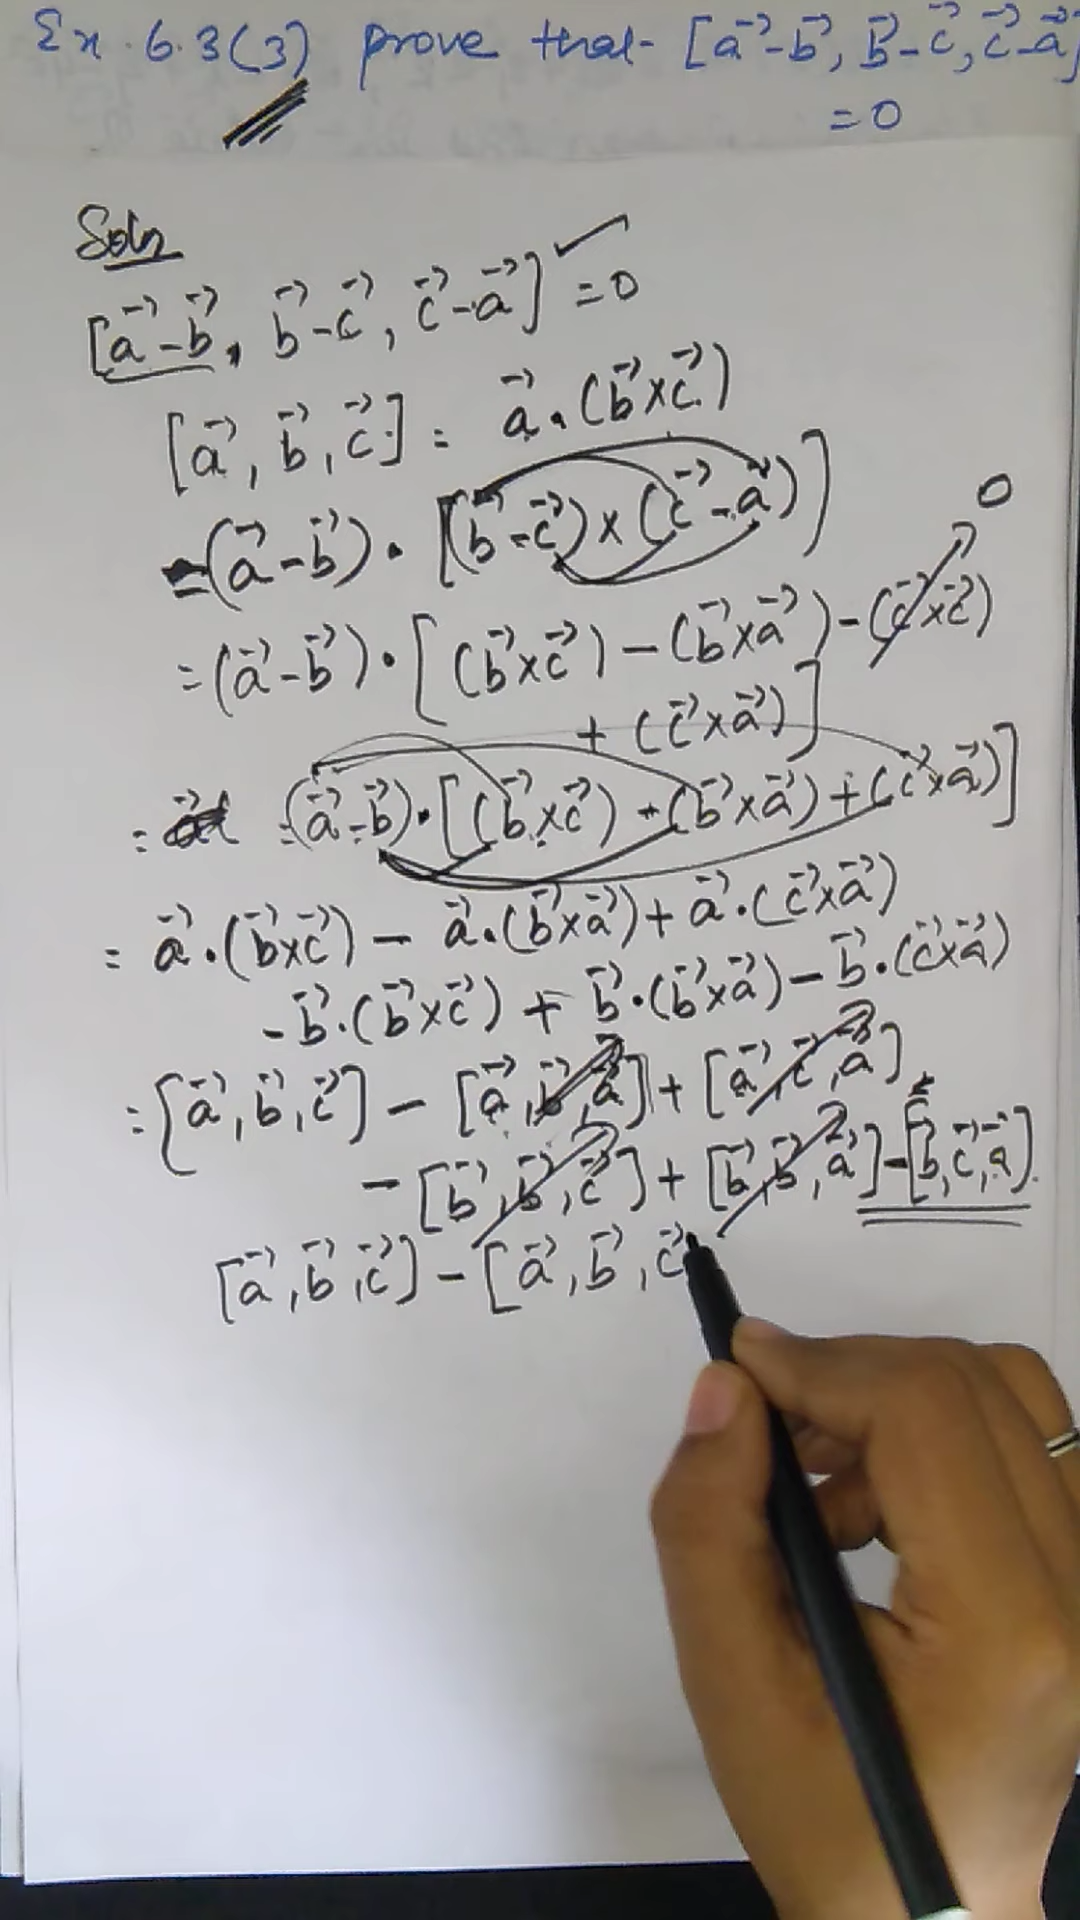 Ex. 6.3(3) prove that- [a⃗-b⃗, b⃗-c⃗, c⃗-a⃗]
=0
Soln
[a⃗-b⃗, b⃗-c⃗, c⃗-a⃗] =0
[a⃗, b⃗, c⃗] = a⃗.(b⃗×c⃗)
=(a⃗-b⃗)·[(b⃗-c⃗)×(c⃗-a⃗)]
=(a⃗-b⃗)·[(b⃗×c⃗)-(b⃗×a⃗)-(c⃗×c⃗) 0
+(c⃗×a⃗)]
= =(a⃗-b⃗)·[(b⃗×c⃗)-(b⃗×a⃗)+(c⃗×a⃗)]
= a⃗·(b⃗×c⃗) - a⃗·(b⃗×a⃗)+a⃗·(c⃗×a⃗)
-b⃗·(b⃗×c⃗) + b⃗·(b⃗×a⃗)-b⃗·(c⃗×a⃗)
=[a⃗,b⃗,c⃗] - [a⃗,b⃗,a⃗]+[a⃗,c⃗,a⃗]
-[b⃗,b⃗,c⃗]+[b⃗,b⃗,a⃗]-[b⃗,c⃗,a⃗].
[a⃗,b⃗,c⃗]-[a⃗,b⃗,c⃗